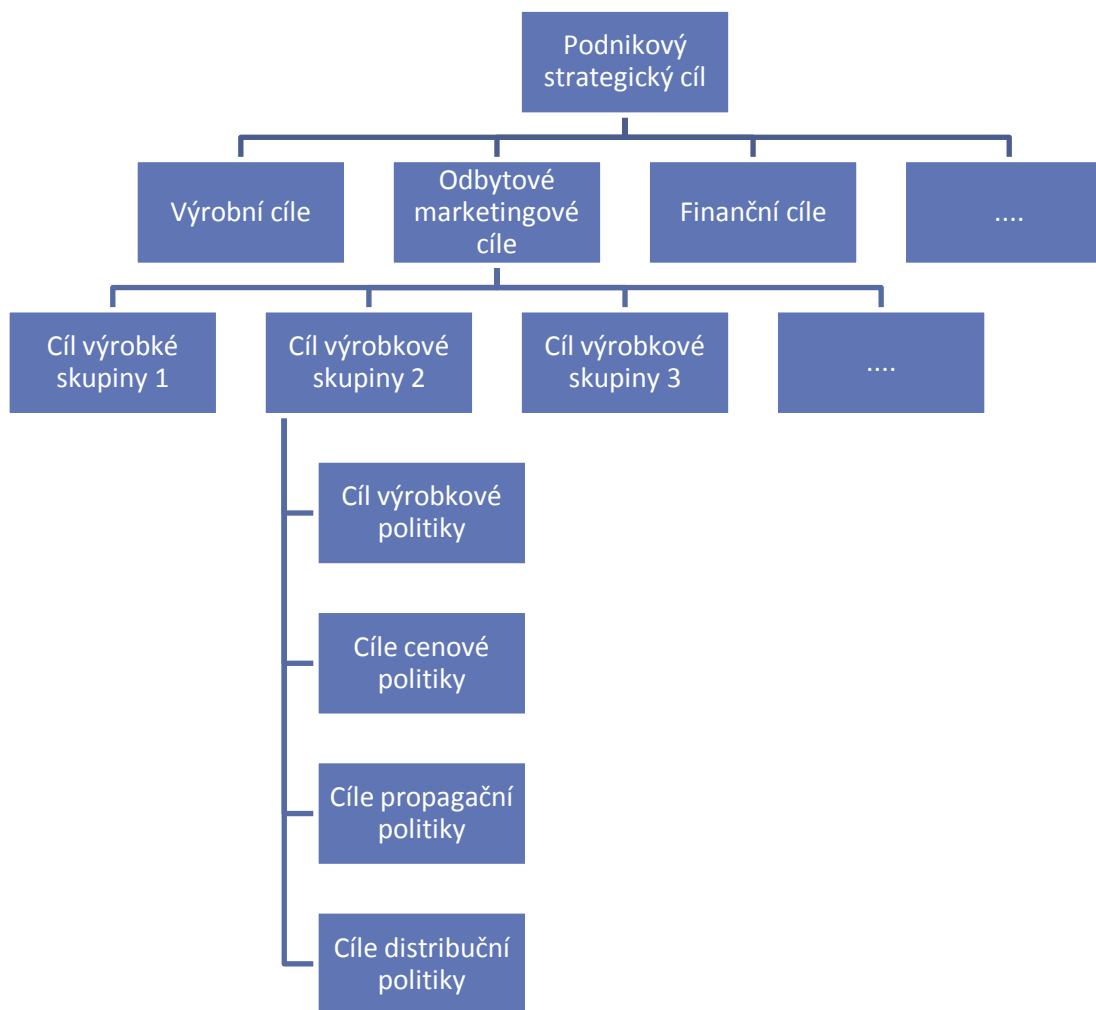 Podnikový
strategický cíl
Výrobní cíle
Odbytové
marketingové
cíle
Finanční cíle
....
Cíl výrobké
skupiny 1
Cíl výrobkové
skupiny 2
Cíl výrobkové
skupiny 3
....
Cíl výrobkové
politiky
Cíle cenové
politiky
Cíle propagační
politiky
Cíle distribuční
politiky